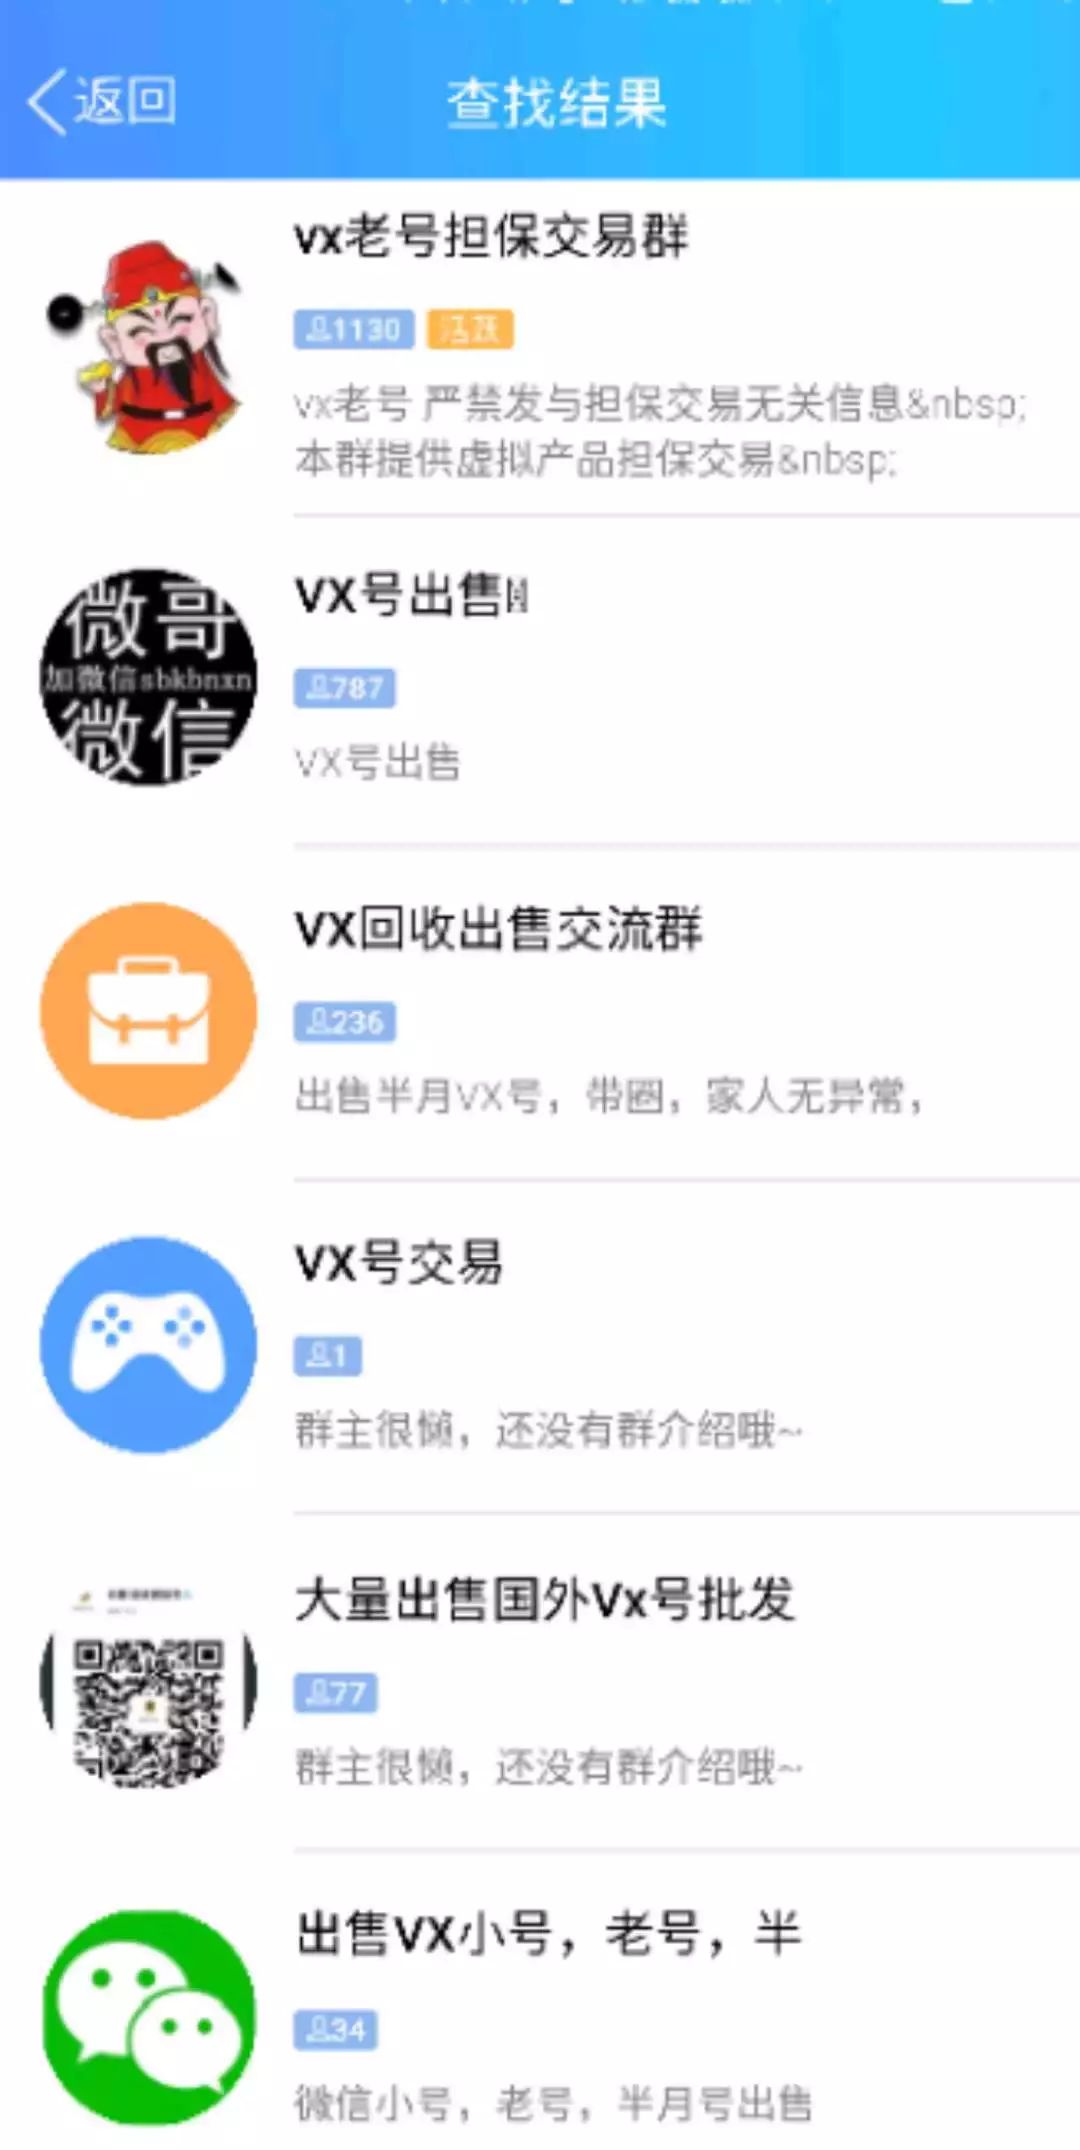 返回
查找结果
vx老号担保交易群
1130 活跃
vx老号 严禁发与担保交易无关信息&nbsp;
本群提供虚拟产品担保交易&nbsp;
微哥
加微信sbkbnxn
微信
VX号出售
787
VX号出售
VX回收出售交流群
236
出售半月VX号，带圈，家人无异常，
VX号交易
1
群主很懒，还没有群介绍哦~
大量出售国外Vx号批发
77
群主很懒，还没有群介绍哦~
出售VX小号，老号，半
34
微信小号，老号，半月号出售